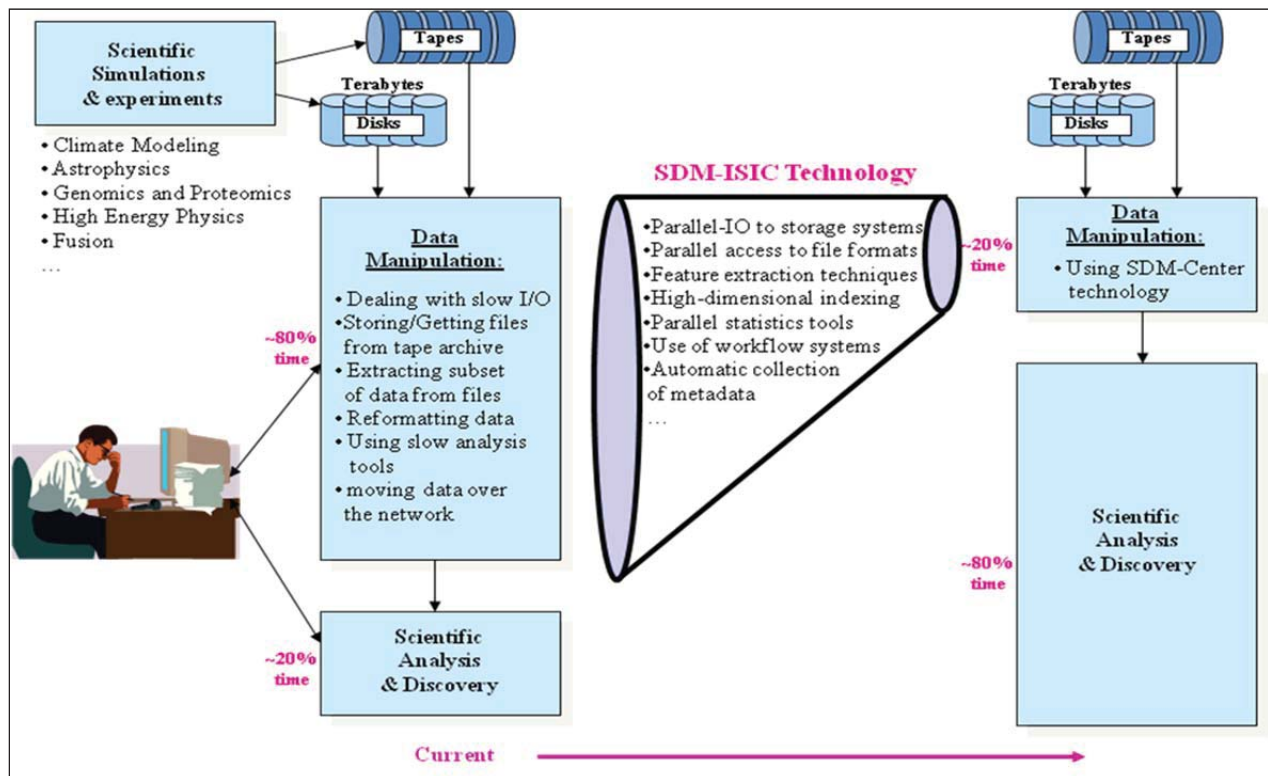 Scientific
Simulations
& experiments
• Climate Modeling
• Astrophysics
• Genomics and Proteomics
• High Energy Physics
• Fusion
…
Tapes
Terabytes
Disks
Data
Manipulation:
• Dealing with slow I/O
•Storing/Getting files
from tape archive
• Extracting subset
of data from files
• Reformatting data
• Using slow analysis
tools
• moving data over
the network
~80%
time
~20%
time
Scientific
Analysis
& Discovery
SDM-ISIC Technology
•Parallel-IO to storage systems
•Parallel access to file formats
•Feature extraction techniques
•High-dimensional indexing
•Parallel statistics tools
•Use of workflow systems
•Automatic collection
of metadata
…
Tapes
Terabytes
Disks
~20%
time
Data
Manipulation:
• Using SDM-Center
technology
~80%
time
Scientific
Analysis
& Discovery
Current